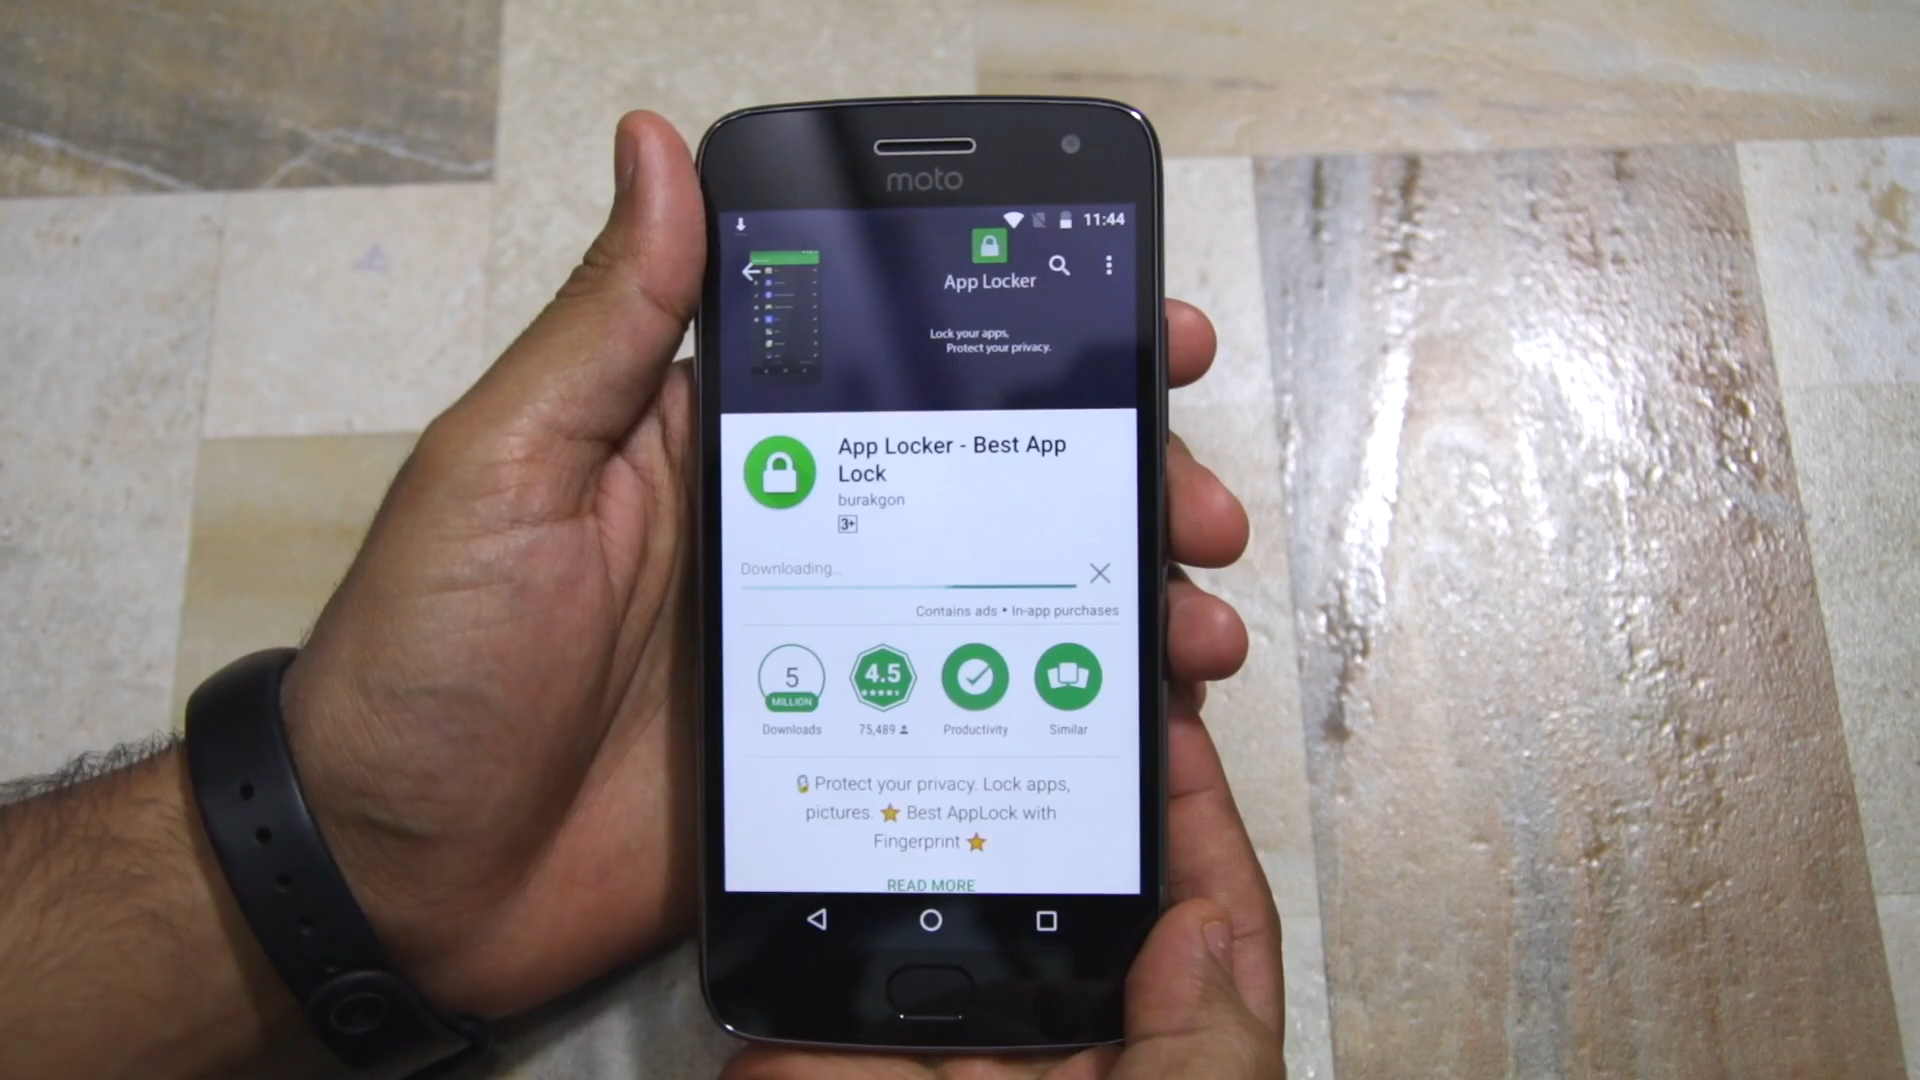 moto
11:44
App Locker
Lock your apps,
Protect your privacy.
App Locker - Best App
Lock
burakgon
3+
Downloading...
Contains ads • In-app purchases
5
MILLION
4.5
Downloads
75,489
Productivity
Similar
Protect your privacy. Lock apps,
pictures. ⭐ Best AppLock with
Fingerprint ⭐
READ MORE